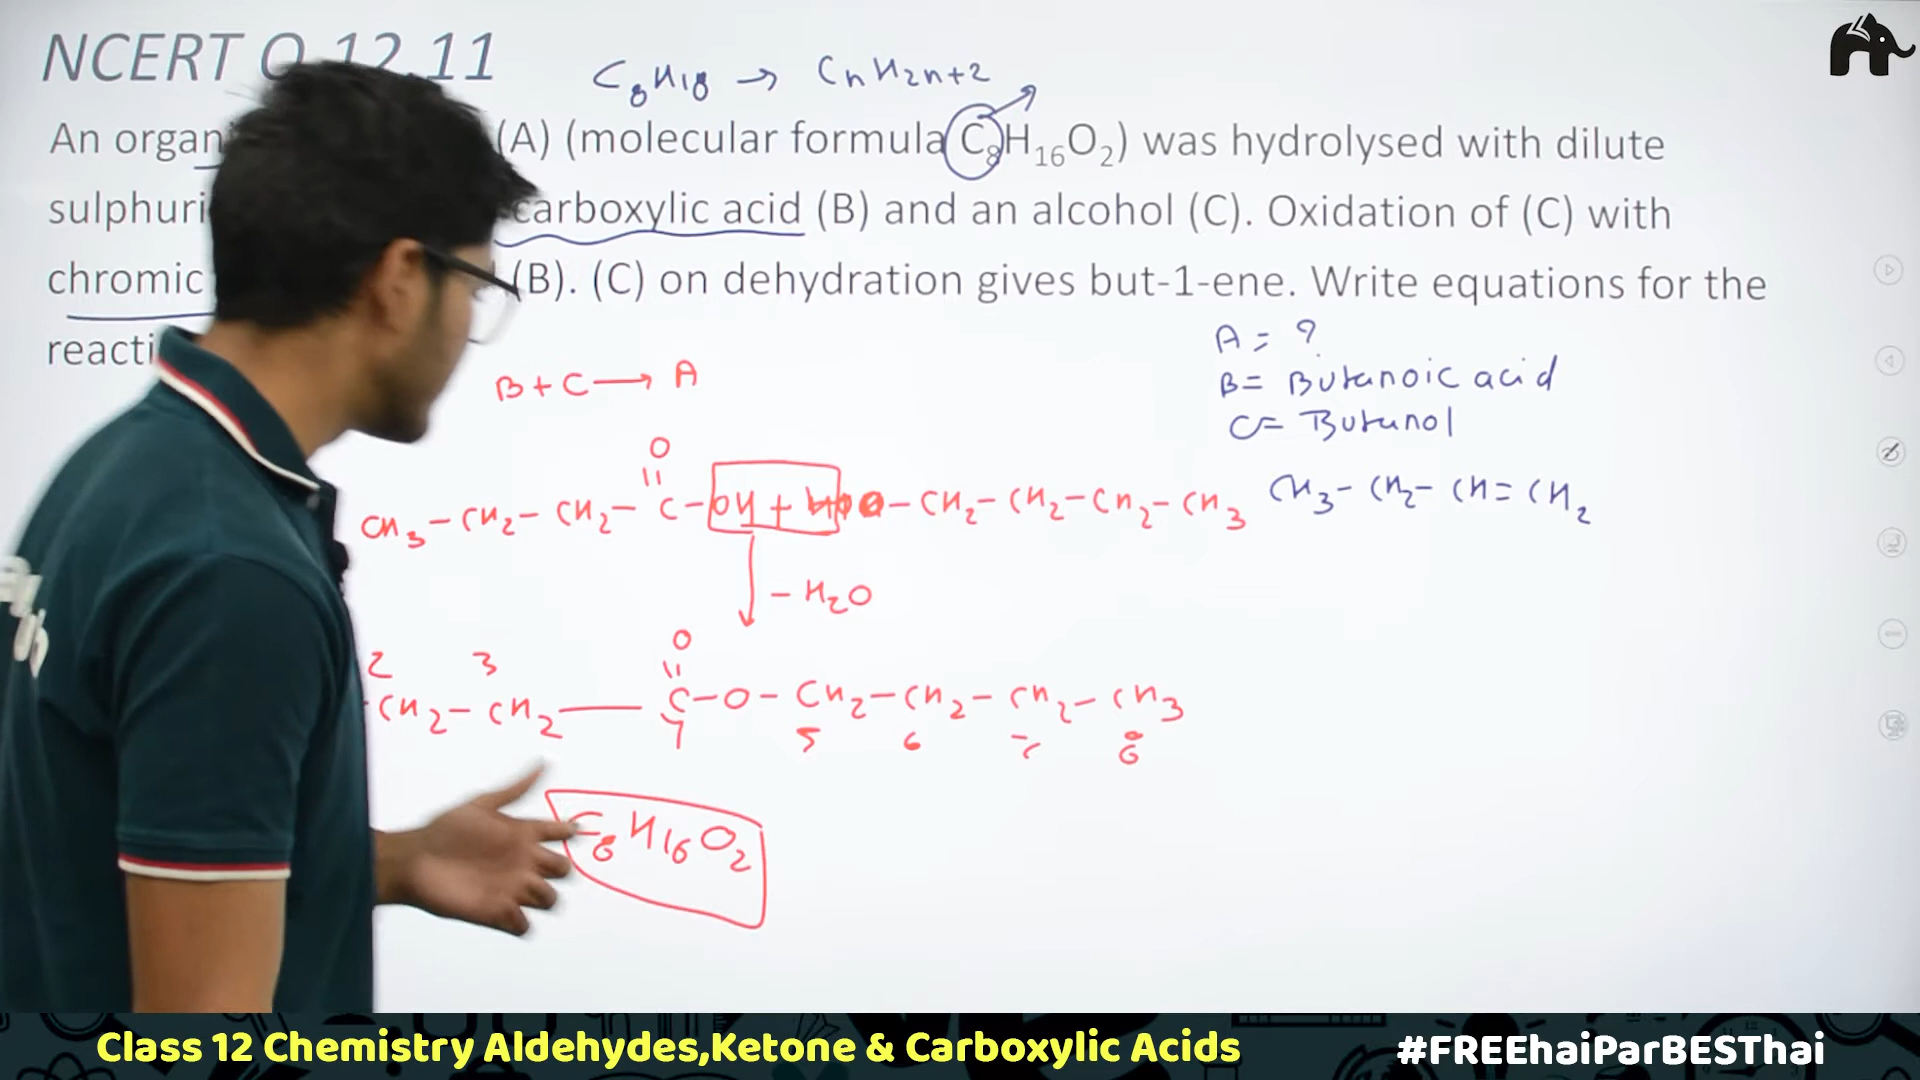 NCERT Q 12.11
C8H18 → CnH2n+2
An organ (A) (molecular formula C8H16O2) was hydrolysed with dilute
sulphuri carboxylic acid (B) and an alcohol (C). Oxidation of (C) with
chromic (B). (C) on dehydration gives but-1-ene. Write equations for the
reacti
A = ?
B + C → A
B = Butanoic acid
C = Butanol
O
CH3 - CH2 - CH2 - C - OH + H O - CH2 - CH2 - CH2 - CH3
CH3 - CH2 - CH = CH2
- H2O
2 3 O
CH2 - CH2 - C - O - CH2 - CH2 - CH2 - CH3
4 5 6 7 8
C8H16O2
Class 12 Chemistry Aldehydes,Ketone & Carboxylic Acids
#FREEhaiParBESThai